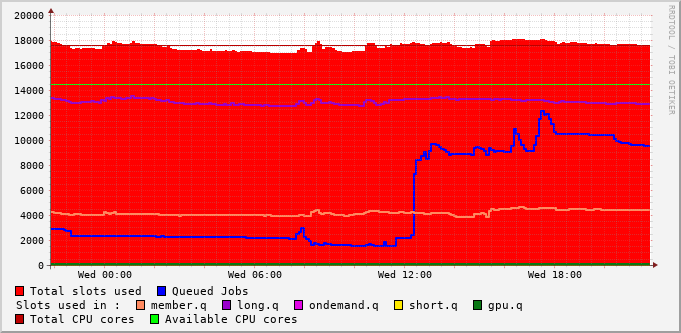 RRDTOOL / TOBI OETIKER
20000
18000
16000
14000
12000
10000
8000
6000
4000
2000
0
Wed 00:00 Wed 06:00 Wed 12:00 Wed 18:00
Total slots used Queued Jobs
Slots used in : member.q long.q ondemand.q short.q gpu.q
Total CPU cores Available CPU cores